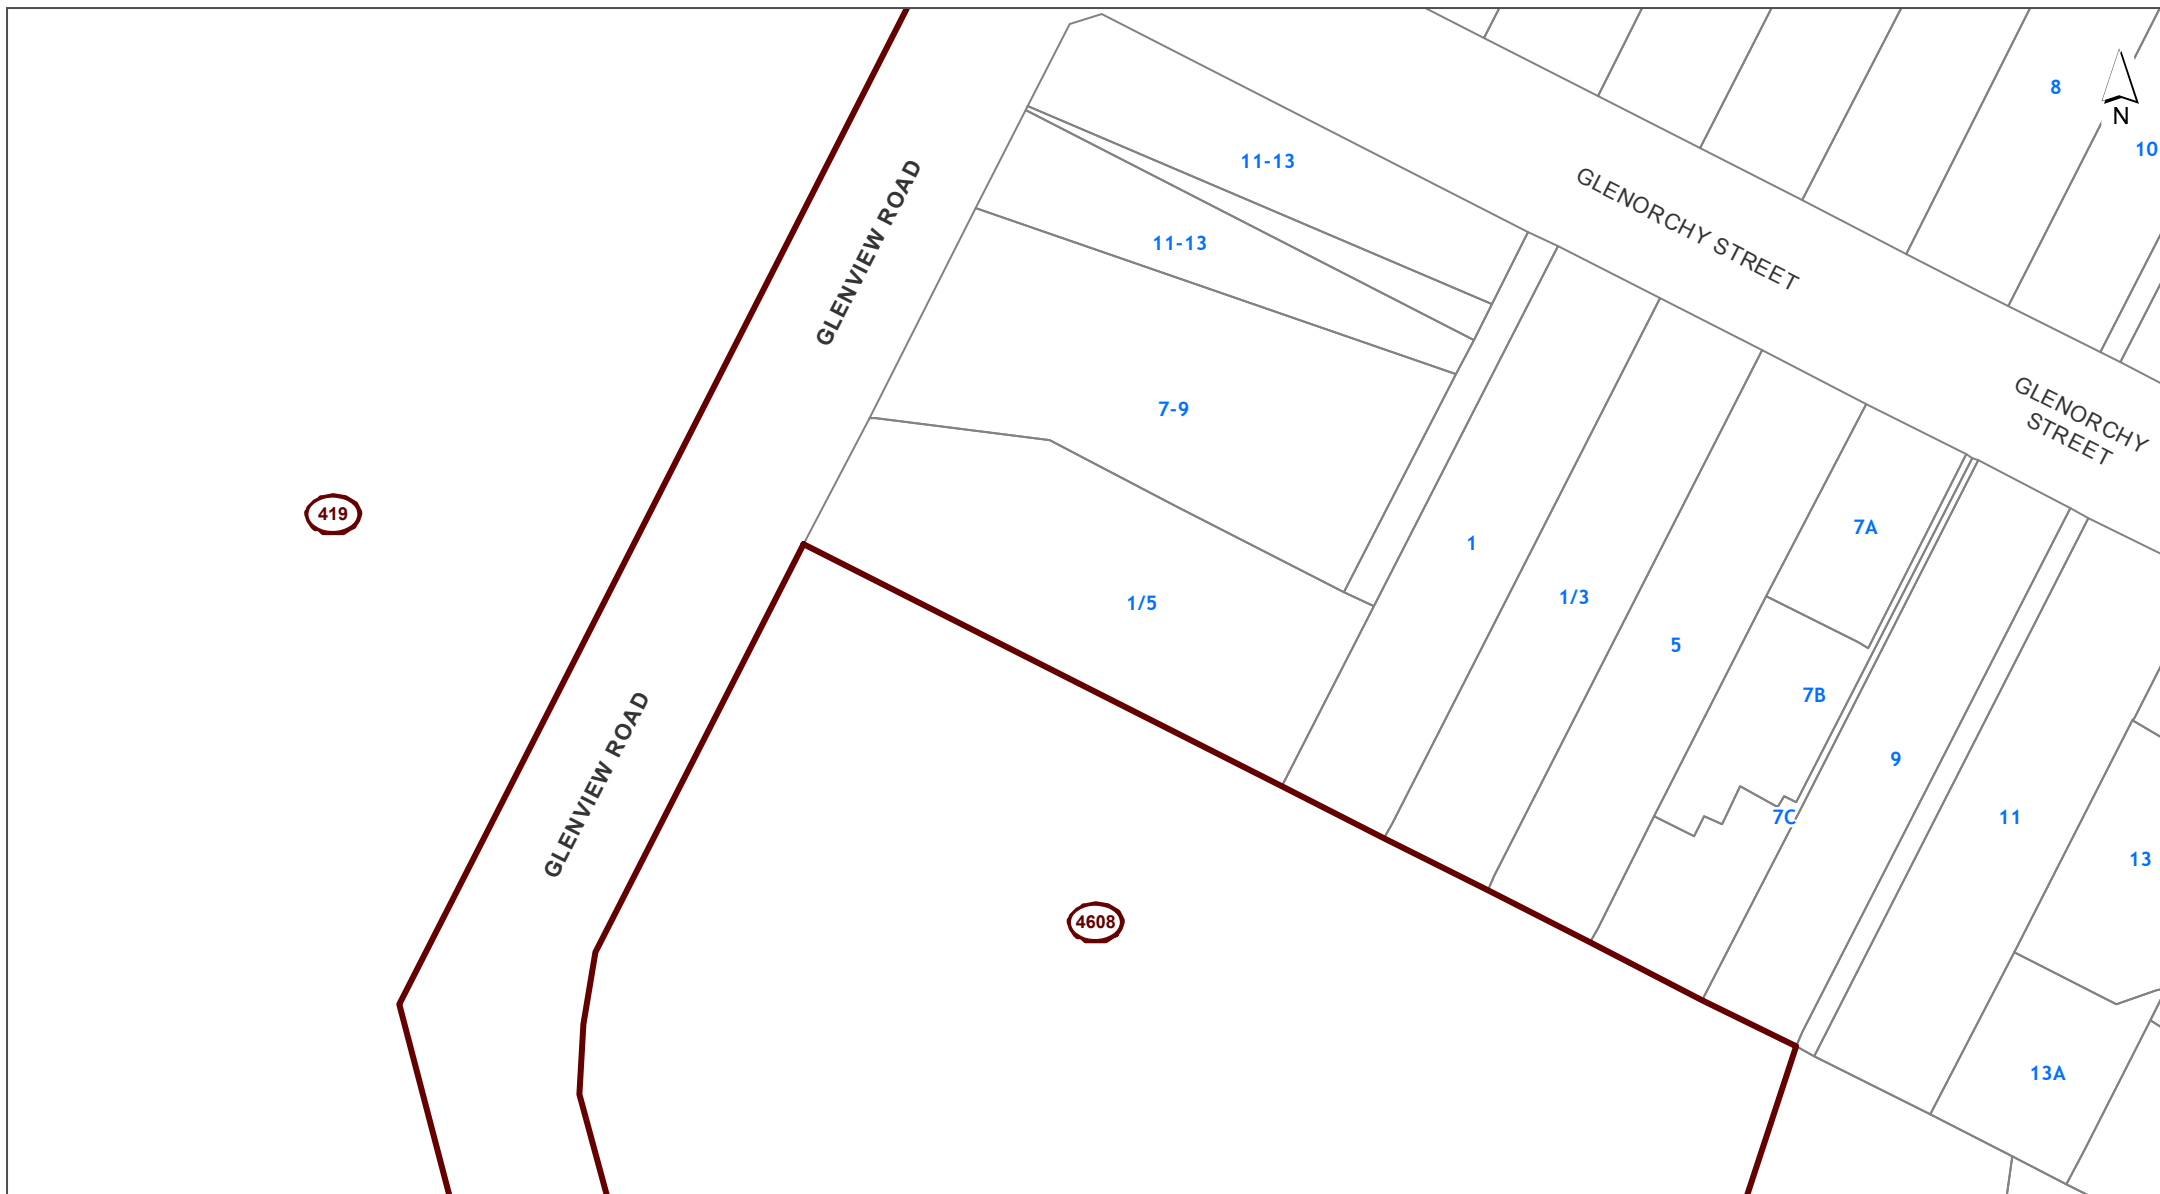 8
N
10
11-13
GLENORCHY STREET
11-13
GLENVIEW ROAD
7-9
GLENORCHY
STREET
419
7A
1
1/3
1/5
5
7B
9
GLENVIEW ROAD
7C
11
13
4608
13A